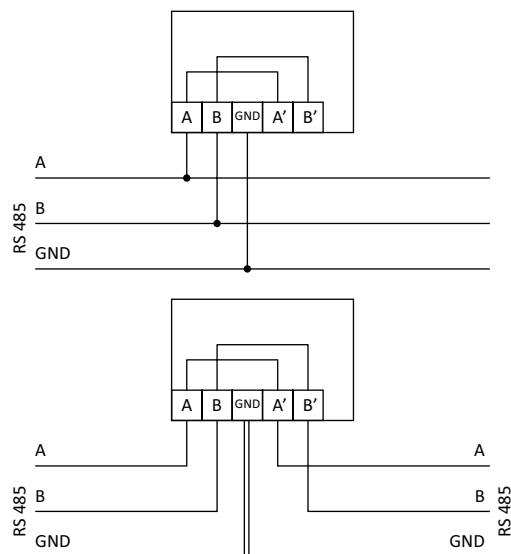 A B GND A' B'
A
RS 485
B
GND
A B GND A' B'
A A
RS 485 B B RS 485
GND GND